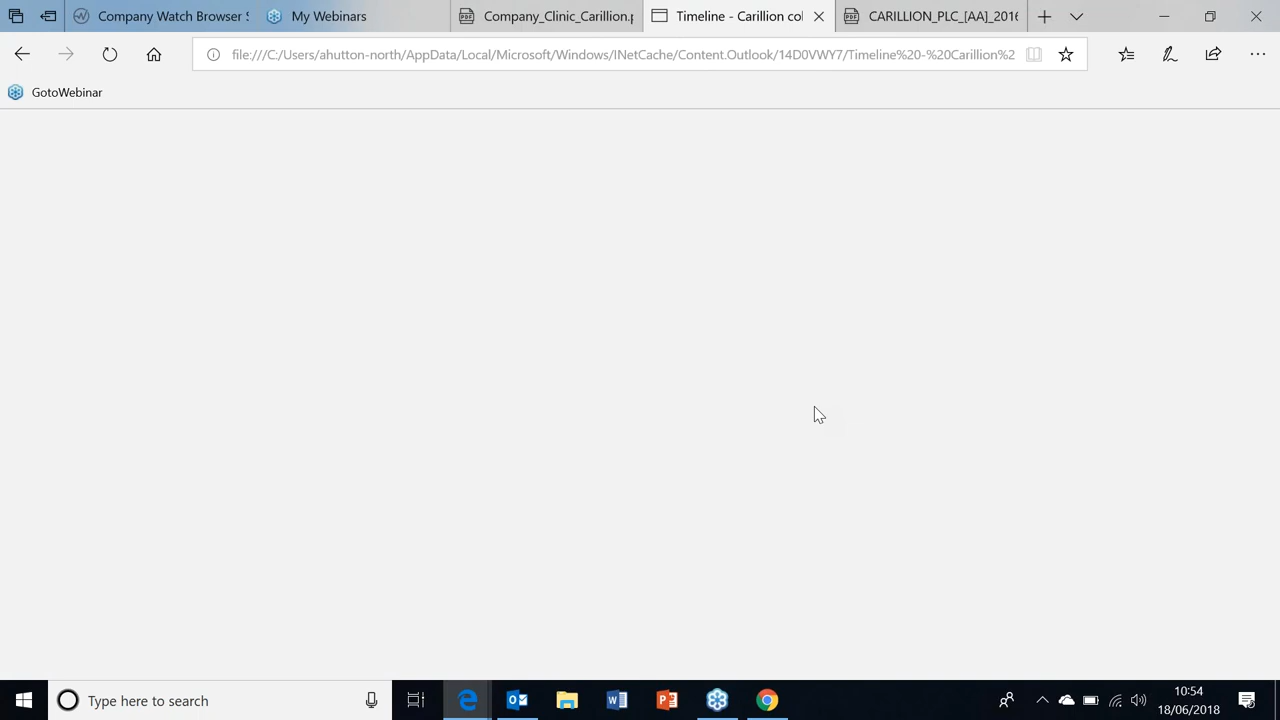 Company Watch Browser S
My Webinars
Company_Clinic_Carillion.p
Timeline - Carillion col
CARILLION_PLC_[AA]_2016
file:///C:/Users/ahutton-north/AppData/Local/Microsoft/Windows/INetCache/Content.Outlook/14D0VWY7/Timeline%20-%20Carillion%2
GotoWebinar
Type here to search
10:54
18/06/2018